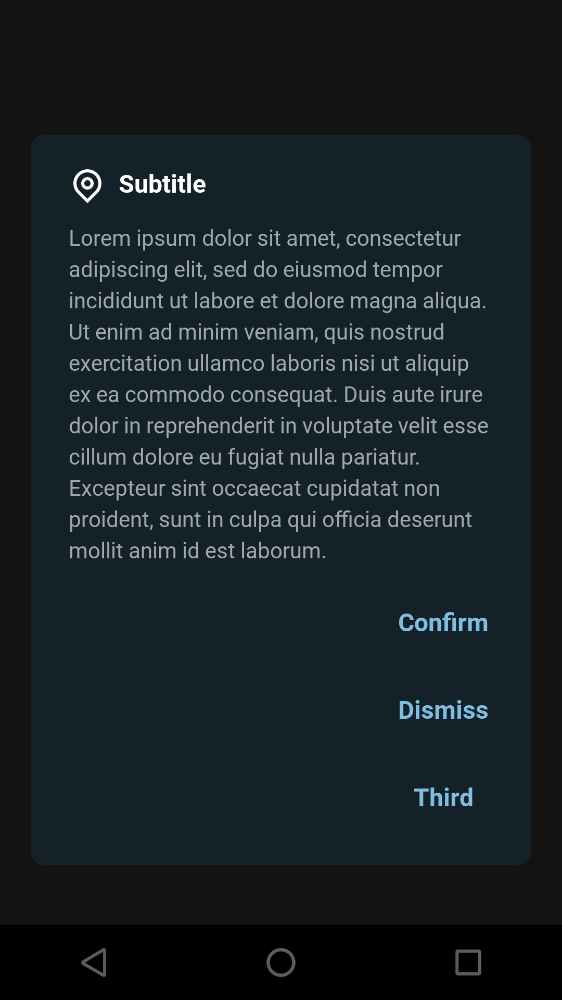 Subtitle
Lorem ipsum dolor sit amet, consectetur
adipiscing elit, sed do eiusmod tempor
incididunt ut labore et dolore magna aliqua.
Ut enim ad minim veniam, quis nostrud
exercitation ullamco laboris nisi ut aliquip
ex ea commodo consequat. Duis aute irure
dolor in reprehenderit in voluptate velit esse
cillum dolore eu fugiat nulla pariatur.
Excepteur sint occaecat cupidatat non
proident, sunt in culpa qui officia deserunt
mollit anim id est laborum.
Confirm
Dismiss
Third